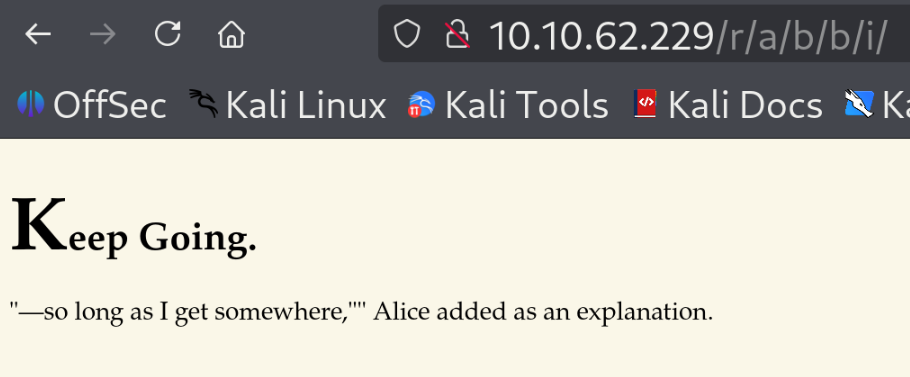 10.10.62.229/r/a/b/b/i/
OffSec Kali Linux Kali Tools Kali Docs Ka
Keep Going.
"—so long as I get somewhere,"" Alice added as an explanation.